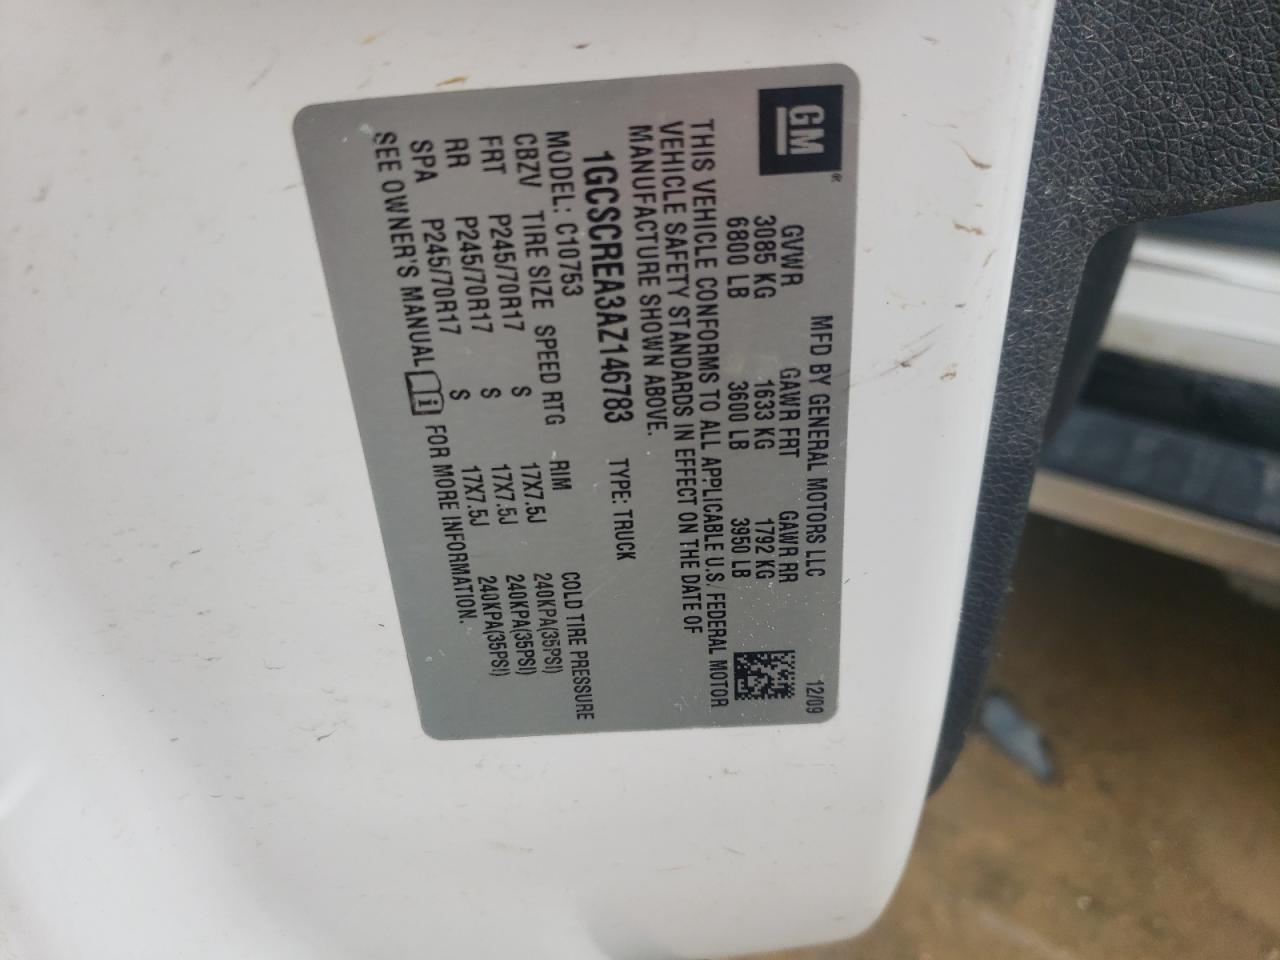 GM
MFD BY GENERAL MOTORS LLC 12/09
GVWR GAWR FRT GAWR RR
3085 KG 1633 KG 1792 KG
6800 LB 3600 LB 3950 LB
THIS VEHICLE CONFORMS TO ALL APPLICABLE U.S. FEDERAL MOTOR
VEHICLE SAFETY STANDARDS IN EFFECT ON THE DATE OF
MANUFACTURE SHOWN ABOVE.
1GCSCREA3AZ146783 TYPE: TRUCK
MODEL: C10753
CBZV TIRE SIZE SPEED RTG RIM COLD TIRE PRESSURE
FRT P245/70R17 S 17X7.5J 240KPA(35PSI)
RR P245/70R17 S 17X7.5J 240KPA(35PSI)
SPA P245/70R17 S 17X7.5J 240KPA(35PSI)
SEE OWNER'S MANUAL i FOR MORE INFORMATION.